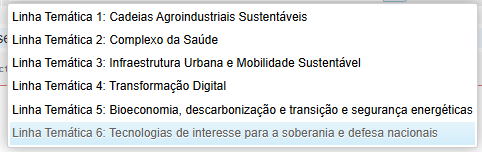 Linha Temática 1: Cadeias Agroindustriais Sustentáveis
Linha Temática 2: Complexo da Saúde
Linha Temática 3: Infraestrutura Urbana e Mobilidade Sustentável
Linha Temática 4: Transformação Digital
Linha Temática 5: Bioeconomia, descarbonização e transição e segurança energéticas
Linha Temática 6: Tecnologias de interesse para a soberania e defesa nacionais